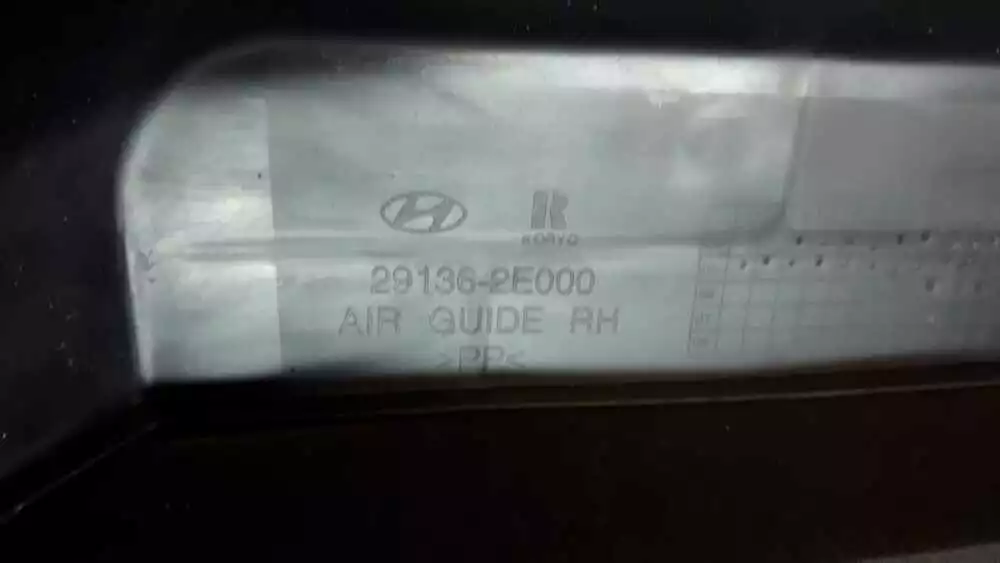 KORYO
29136-2E000
AIR GUIDE RH
>PP<